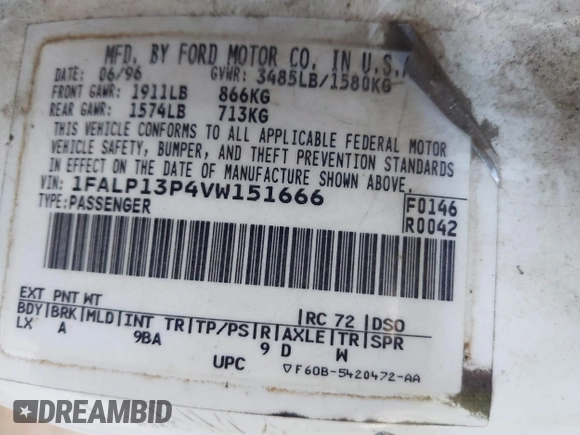 MFD. BY FORD MOTOR CO. IN U.S.A
DATE: 06/96 GVWR: 3485LB/1580KG
FRONT GAWR: 1911LB 866KG
REAR GAWR: 1574LB 713KG
THIS VEHICLE CONFORMS TO ALL APPLICABLE FEDERAL MOTOR
VEHICLE SAFETY, BUMPER, AND THEFT PREVENTION STANDARDS
IN EFFECT ON THE DATE OF MANUFACTURE SHOWN ABOVE.
VIN: 1FALP13P4VW151666 F0146
TYPE: PASSENGER R0042
EXT PNT WT RC 72 DSO
BDY BRK MLD INT TR TP/PS R AXLE TR SPR
LX A 9BA 9 D W
UPC ▽F60B-5420472-AA
DREAMBID